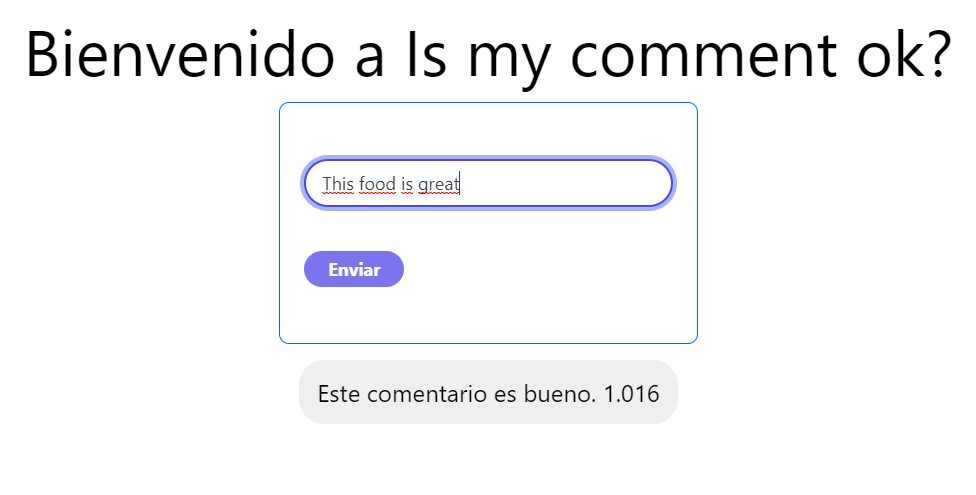 Bienvenido a Is my comment ok?
This food is great
Enviar
Este comentario es bueno. 1.016